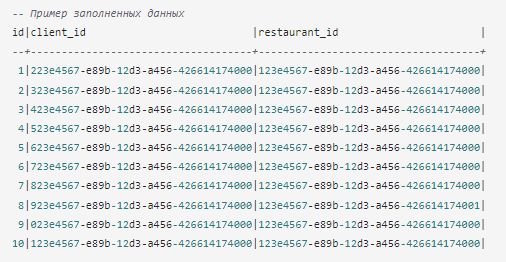 -- Пример заполненных данных
id|client_id                           |restaurant_id                       |
--+------------------------------------+------------------------------------+
 1|223e4567-e89b-12d3-a456-426614174000|123e4567-e89b-12d3-a456-426614174000|
 2|323e4567-e89b-12d3-a456-426614174000|123e4567-e89b-12d3-a456-426614174000|
 3|423e4567-e89b-12d3-a456-426614174000|123e4567-e89b-12d3-a456-426614174000|
 4|523e4567-e89b-12d3-a456-426614174000|123e4567-e89b-12d3-a456-426614174000|
 5|623e4567-e89b-12d3-a456-426614174000|123e4567-e89b-12d3-a456-426614174000|
 6|723e4567-e89b-12d3-a456-426614174000|123e4567-e89b-12d3-a456-426614174000|
 7|823e4567-e89b-12d3-a456-426614174000|123e4567-e89b-12d3-a456-426614174000|
 8|923e4567-e89b-12d3-a456-426614174000|123e4567-e89b-12d3-a456-426614174001|
 9|023e4567-e89b-12d3-a456-426614174000|123e4567-e89b-12d3-a456-426614174000|
10|123e4567-e89b-12d3-a456-426614174000|123e4567-e89b-12d3-a456-426614174000|